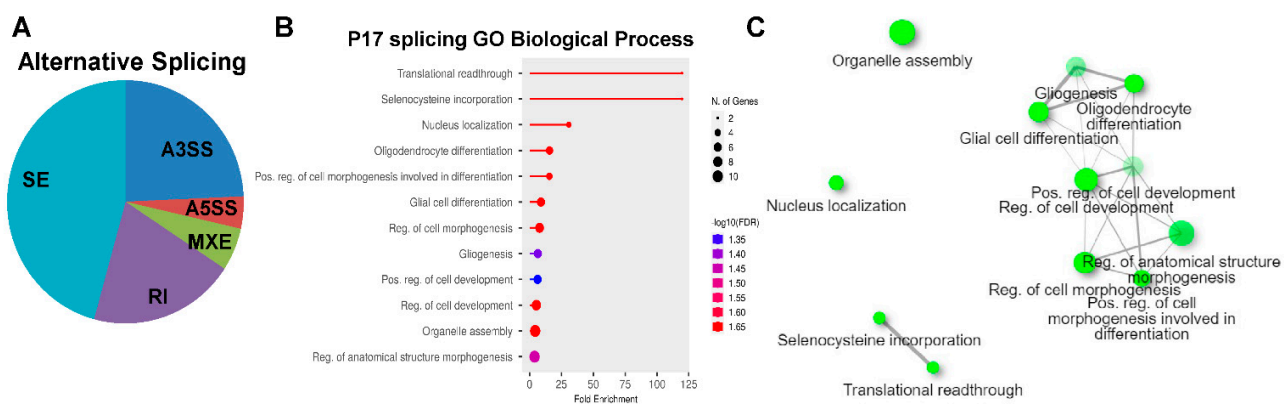 A
Alternative Splicing
SE
A3SS
A5SS
MXE
RI
B
P17 splicing GO Biological Process
Translational readthrough
Selenocysteine incorporation
Nucleus localization
Oligodendrocyte differentiation
Pos. reg. of cell morphogenesis involved in differentiation
Glial cell differentiation
Reg. of cell morphogenesis
Gliogenesis
Pos. reg. of cell development
Reg. of cell development
Organelle assembly
Reg. of anatomical structure morphogenesis
0
25
50
75
100
125
Fold Enrichment
N. of Genes
2
4
6
8
10
-log10(FDR)
1.35
1.40
1.45
1.50
1.55
1.60
1.65
C
Organelle assembly
Gliogenesis
Oligodendrocyte
differentiation
Glial cell differentiation
Nucleus localization
Pos. reg. of cell development
Reg. of cell development
Reg. of anatomical structure
morphogenesis
Reg. of cell morphogenesis
Pos. reg. of cell
morphogenesis involved in
differentiation
Selenocysteine incorporation
Translational readthrough